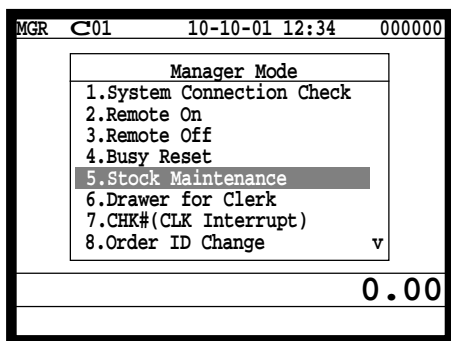 MGR C01 10-10-01 12:34 000000
Manager Mode
1.System Connection Check
2.Remote On
3.Remote Off
4.Busy Reset
5.Stock Maintenance
6.Drawer for Clerk
7.CHK#(CLK Interrupt)
8.Order ID Change v
0.00